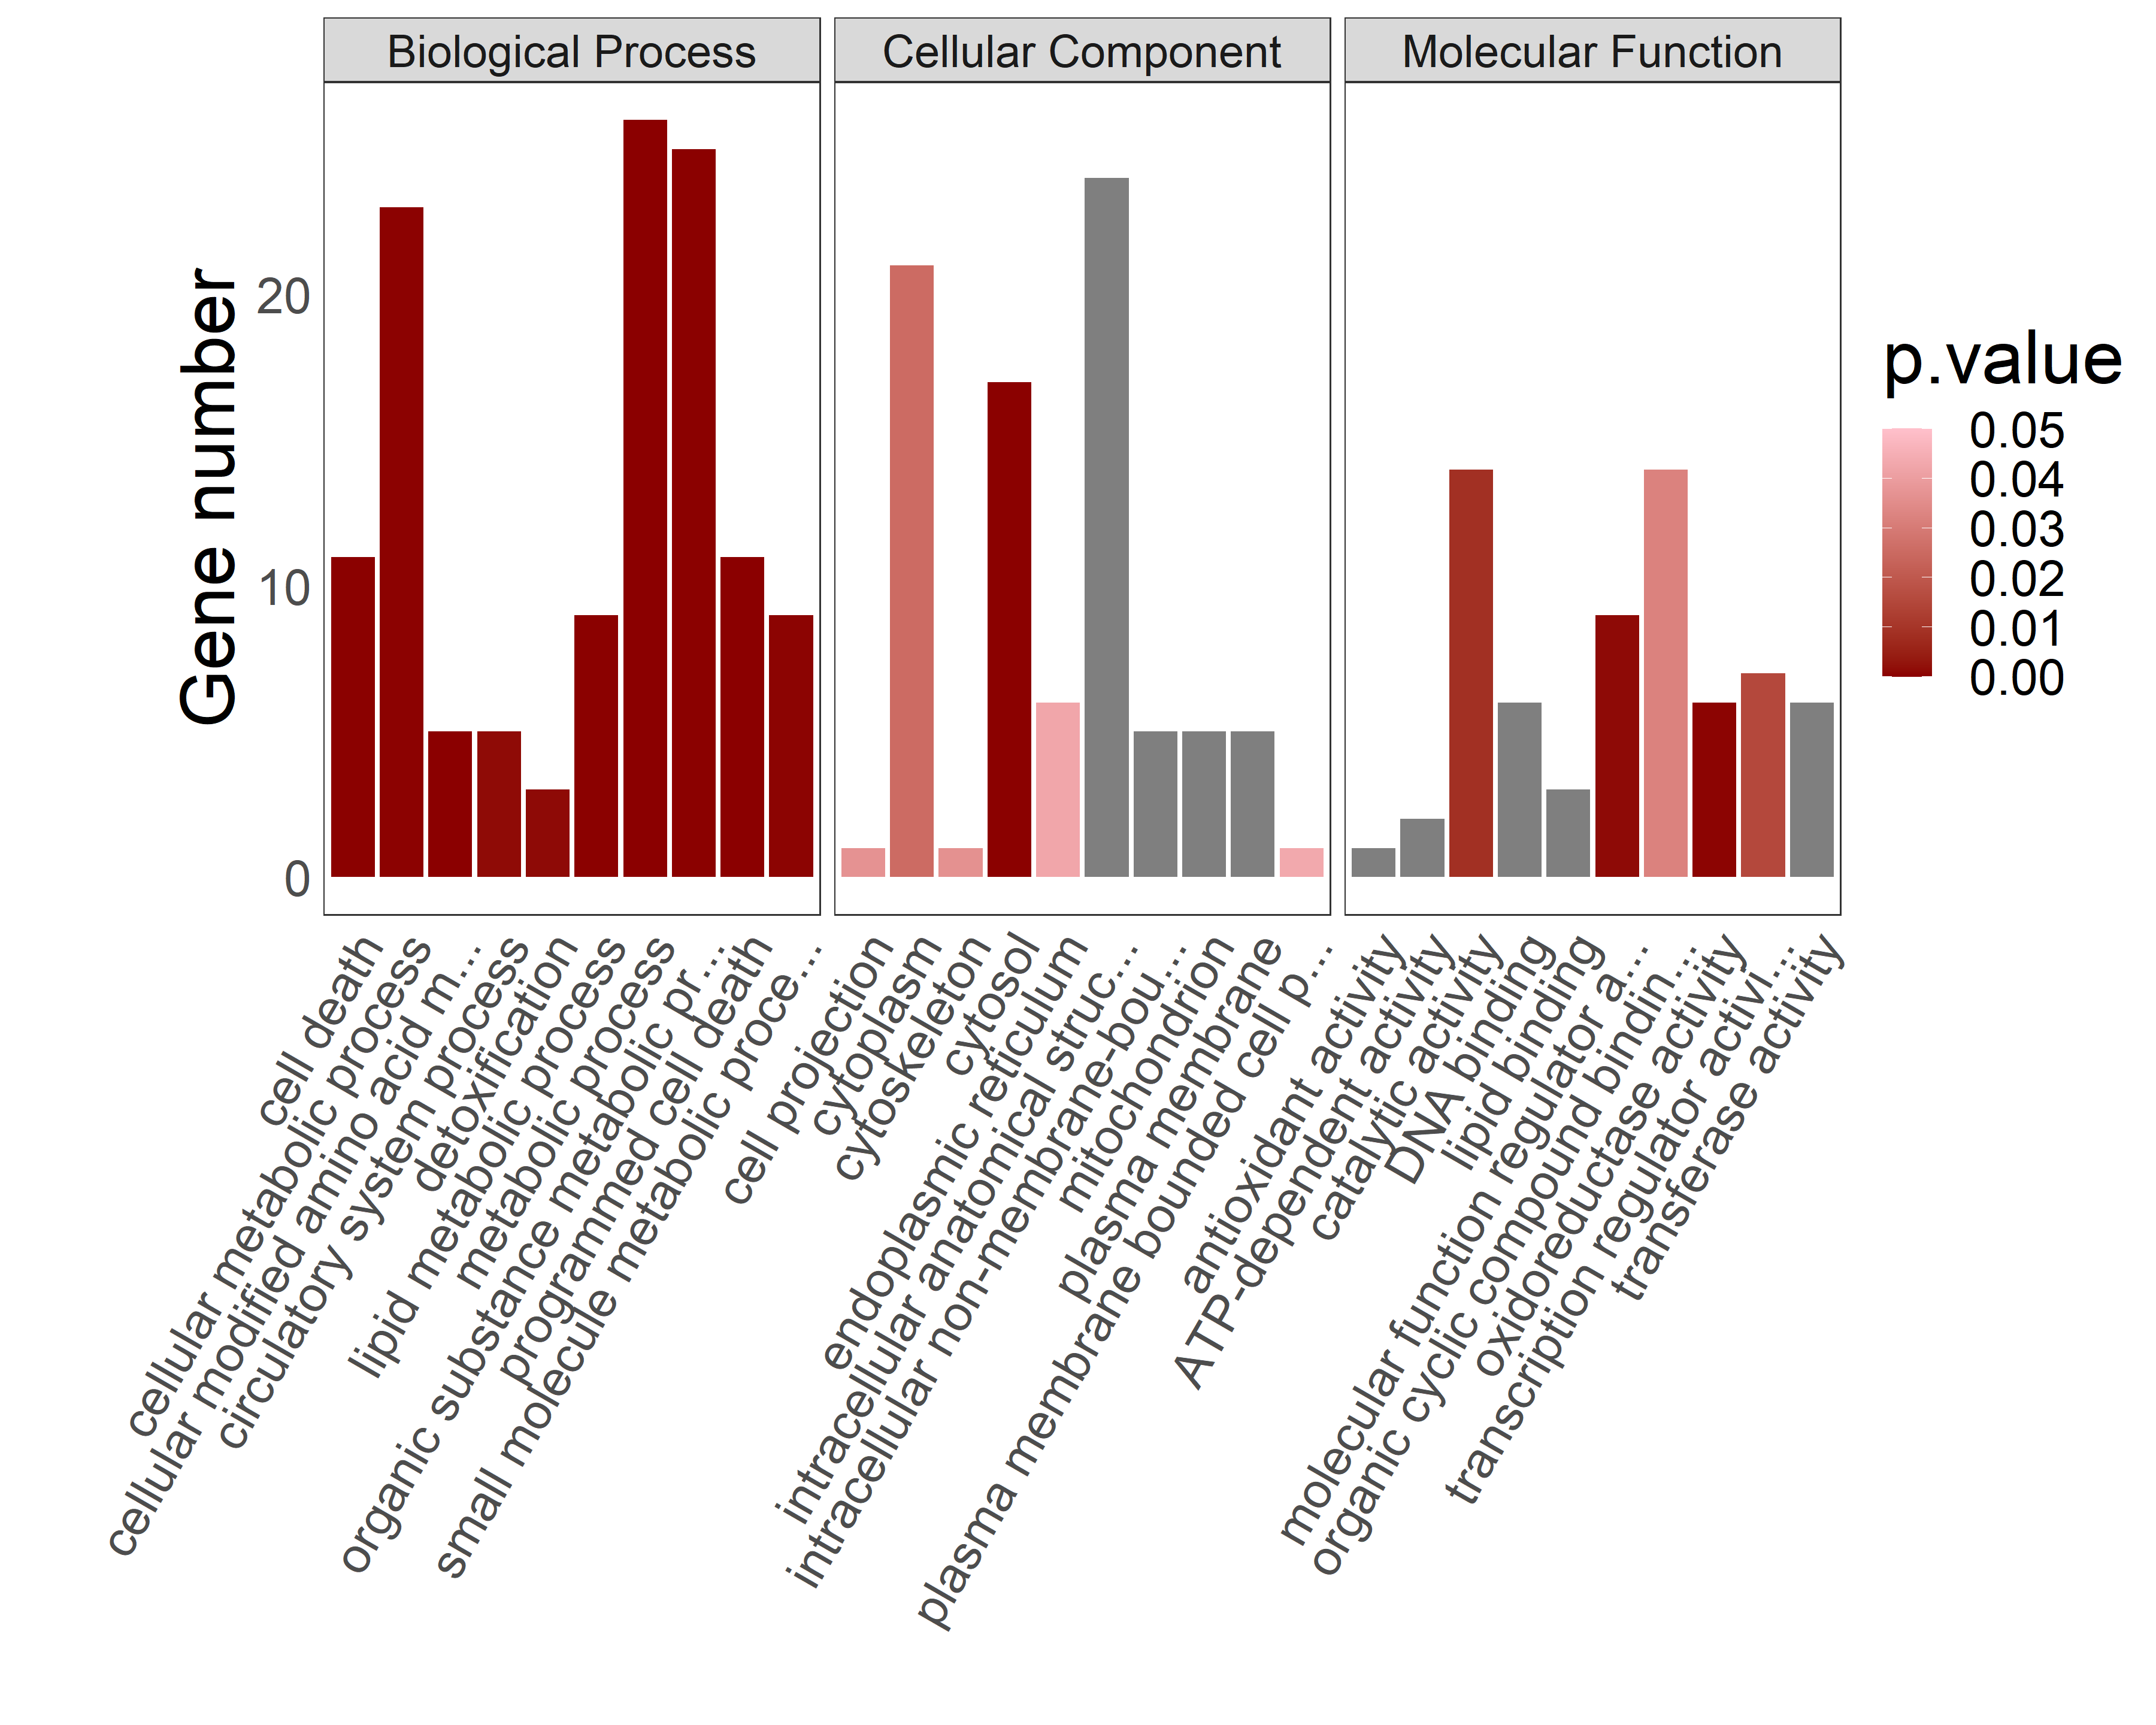 Biological Process
Cellular Component
Molecular Function
Gene number
20
10
0
p.value
0.05
0.04
0.03
0.02
0.01
0.00
cell death
cellular metabolic process
cellular modified amino acid m...
circulatory system process
detoxification
lipid metabolic process
metabolic process
organic substance metabolic pr...
programmed cell death
small molecule metabolic proce...
cell projection
cytoplasm
cytoskeleton
cytosol
endoplasmic reticulum
intracellular anatomical struc...
intracellular non-membrane-bou...
mitochondrion
plasma membrane
plasma membrane bounded cell p...
antioxidant activity
ATP-dependent activity
catalytic activity
DNA binding
lipid binding
molecular function regulator a...
organic cyclic compound bindin...
oxidoreductase activity
transcription regulator activi...
transferase activity